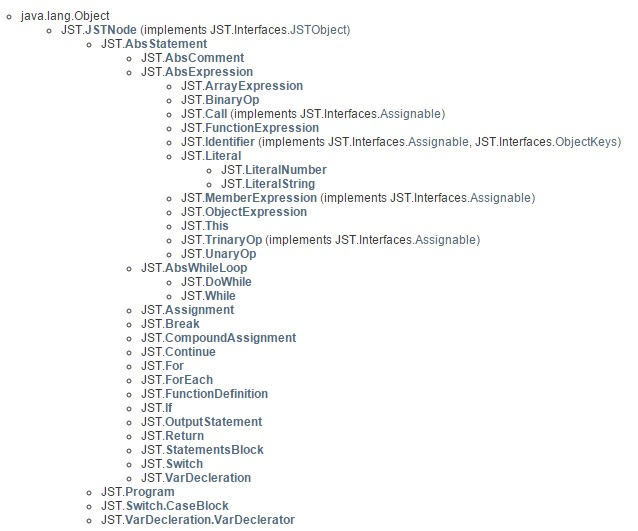 java.lang.Object
JST.JSTNode (implements JST.Interfaces.JSTObject)
JST.AbsStatement
JST.AbsComment
JST.AbsExpression
JST.ArrayExpression
JST.BinaryOp
JST.Call (implements JST.Interfaces.Assignable)
JST.FunctionExpression
JST.Identifier (implements JST.Interfaces.Assignable, JST.Interfaces.ObjectKeys)
JST.Literal
JST.LiteralNumber
JST.LiteralString
JST.MemberExpression (implements JST.Interfaces.Assignable)
JST.ObjectExpression
JST.This
JST.TrinaryOp (implements JST.Interfaces.Assignable)
JST.UnaryOp
JST.AbsWhileLoop
JST.DoWhile
JST.While
JST.Assignment
JST.Break
JST.CompoundAssignment
JST.Continue
JST.For
JST.ForEach
JST.FunctionDefinition
JST.If
JST.OutputStatement
JST.Return
JST.StatementsBlock
JST.Switch
JST.VarDecleration
JST.Program
JST.Switch.CaseBlock
JST.VarDecleration.VarDeclerator